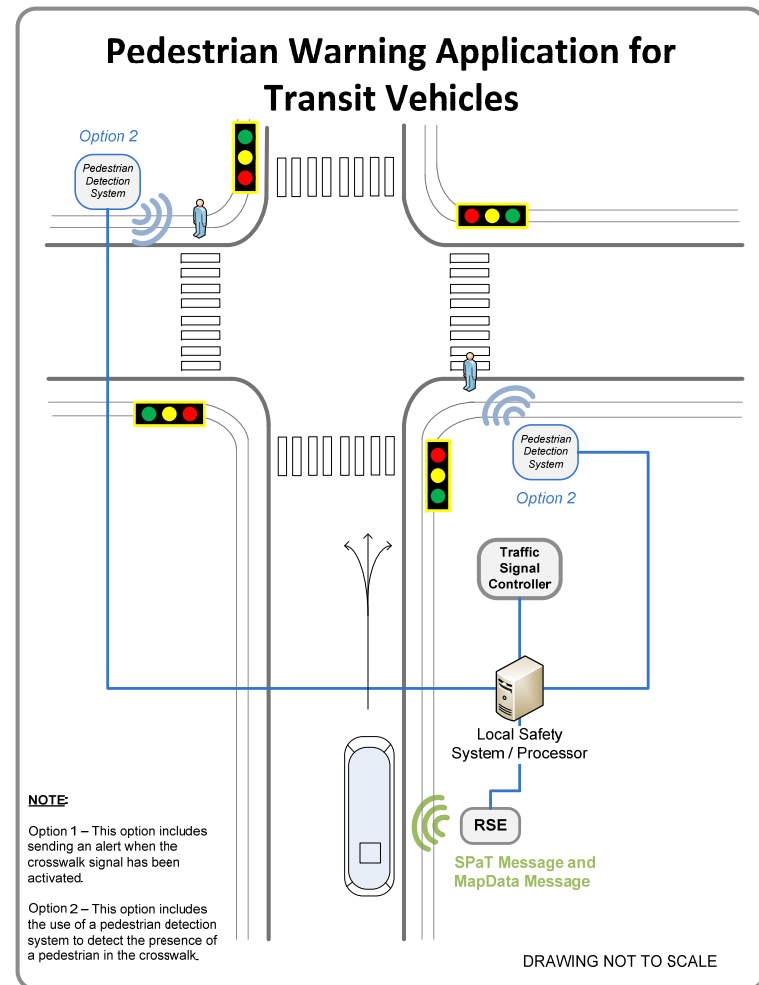 Pedestrian Warning Application for
Transit Vehicles
Option 2
Pedestrian
Detection
System
Pedestrian
Detection
System
Option 2
Traffic
Signal
Controller
Local Safety
System / Processor
RSE
SPaT Message and
MapData Message
NOTE:
Option 1 – This option includes
sending an alert when the
crosswalk signal has been
activated.
Option 2 – This option includes
the use of a pedestrian detection
system to detect the presence of
a pedestrian in the crosswalk.
DRAWING NOT TO SCALE